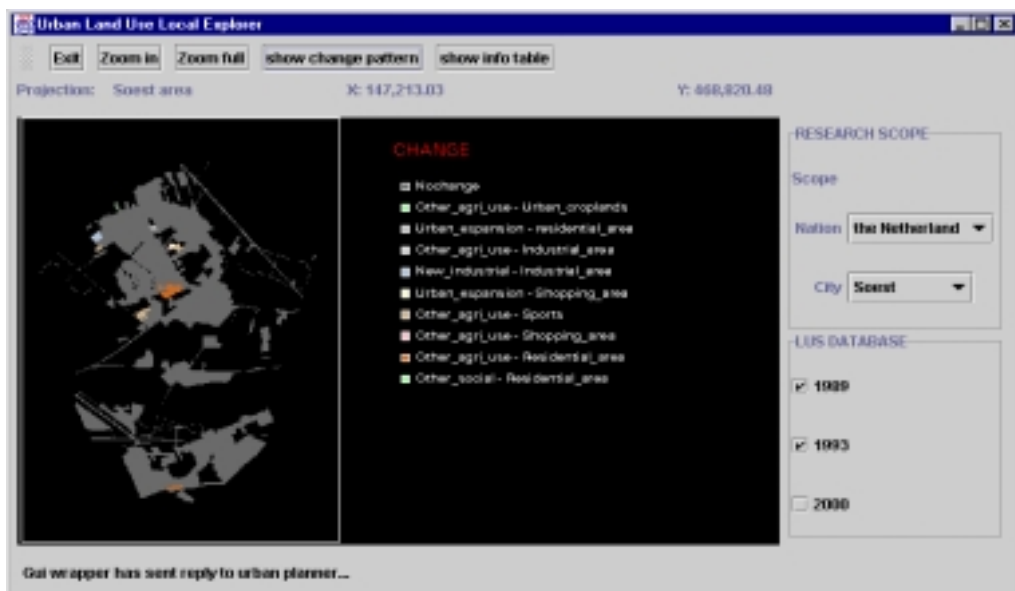 Urban Land Use Local Explorer
Exit Zoom in Zoom full show change pattern show info table
Projection: Soest area X: 147,213.03 Y: 468,820.48
CHANGE
Nochange
Other_agri_use - Urban_croplands
Urban_expansion - residential_area
Other_agri_use - Industrial_area
New_industrial - Industrial_area
Urban_expansion - Shopping_area
Other_agri_use - Sports
Other_agri_use - Shopping_area
Other_agri_use - Residential_area
Other_social - Residential_area
RESEARCH SCOPE
Scope
Nation the Netherland
City Soest
LUS DATABASE
1989
1993
2000
Gui wrapper has sent reply to urban planner...